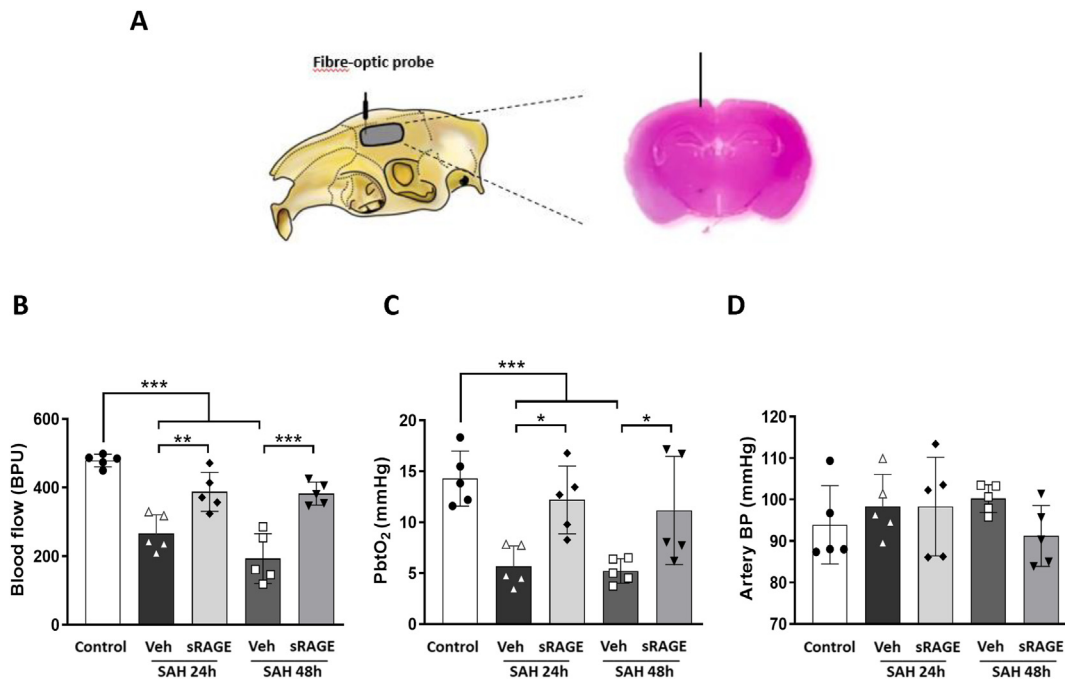 A
Fibre-optic probe
B
C
D
***
**
***
Blood flow (BPU)
600
400
200
0
Control
Veh sRAGE
Veh sRAGE
SAH 24h
SAH 48h
***
*
*
PbtO2 (mmHg)
20
15
10
5
0
Control
Veh sRAGE
Veh sRAGE
SAH 24h
SAH 48h
Artery BP (mmHg)
120
110
100
90
80
70
Control
Veh sRAGE
Veh sRAGE
SAH 24h
SAH 48h